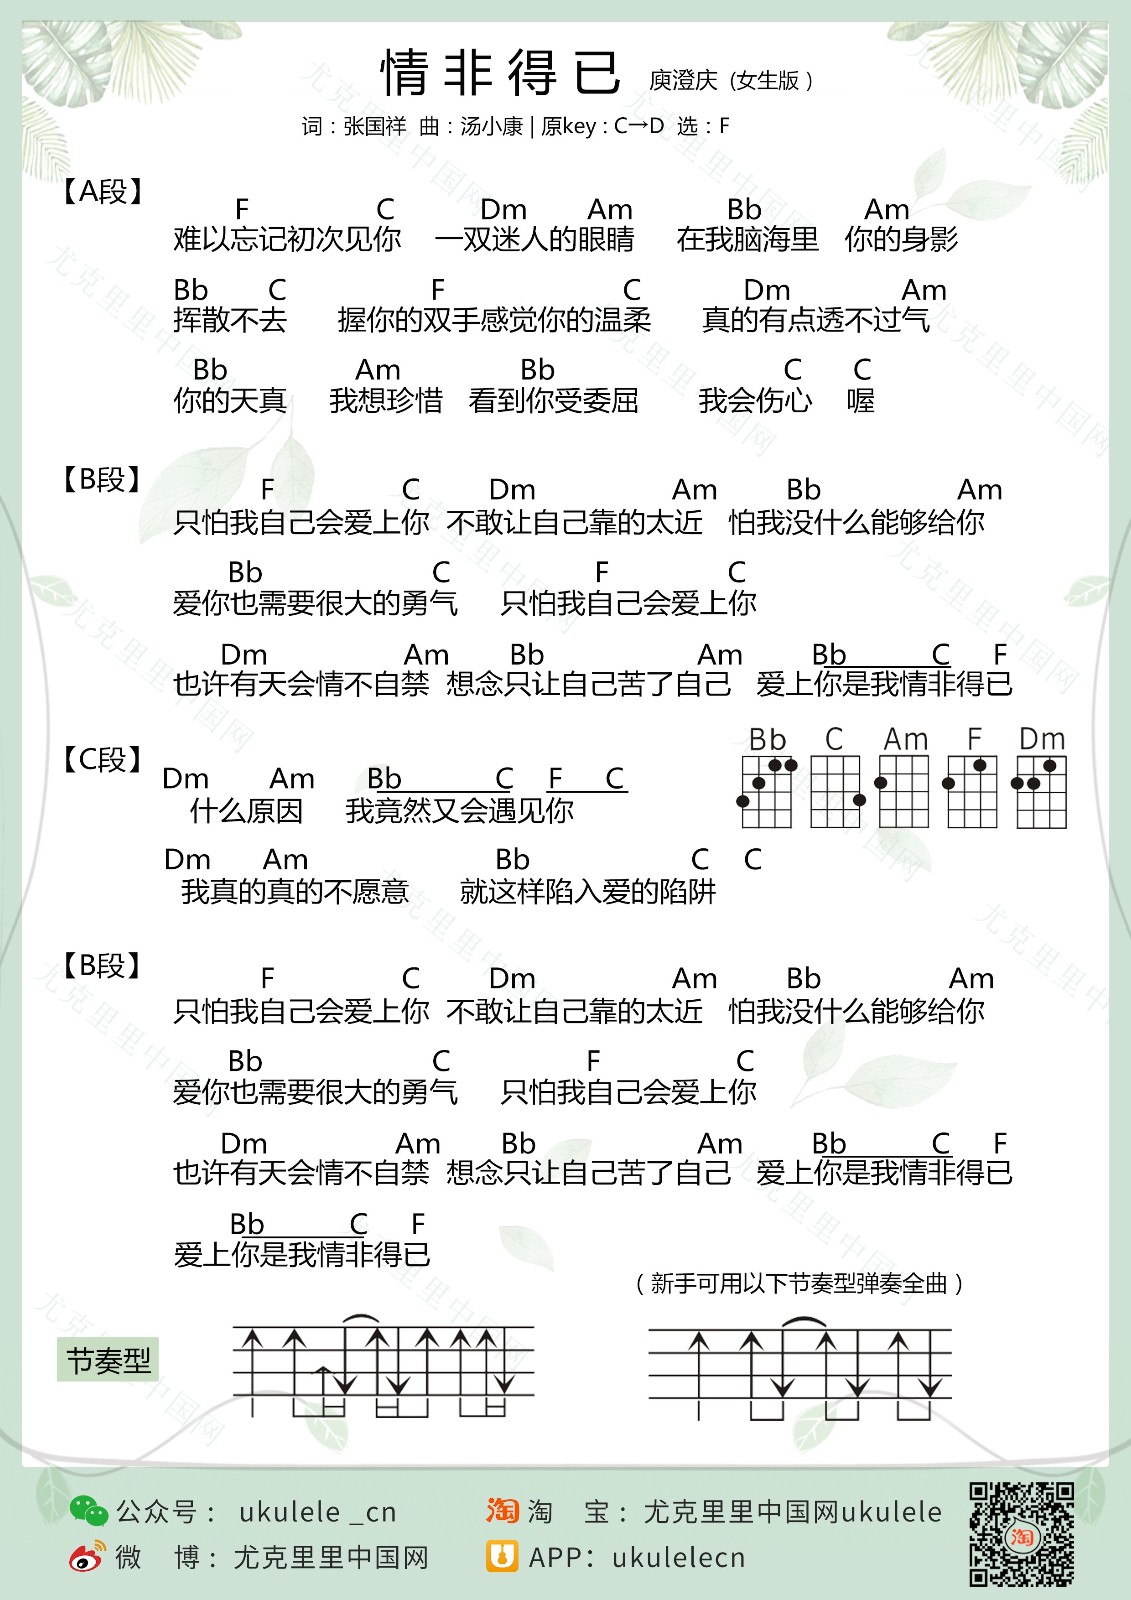 情非得已 庾澄庆 (女生版)
词：张国祥 曲：汤小康 | 原key：C→D 选：F
【A段】
F C Dm Am Bb Am
难以忘记初次见你 一双迷人的眼睛 在我脑海里 你的身影
Bb C F C Dm Am
挥散不去 握你的双手感觉你的温柔 真的有点透不过气
Bb Am Bb C C
你的天真 我想珍惜 看到你受委屈 我会伤心 喔
【B段】
F C Dm Am Bb Am
只怕我自己会爱上你 不敢让自己靠的太近 怕我没什么能够给你
Bb C F C
爱你也需要很大的勇气 只怕我自己会爱上你
Dm Am Bb Am Bb C F
也许有天会情不自禁 想念只让自己苦了自己 爱上你是我情非得已
Bb C Am F Dm
【C段】
Dm Am Bb C F C
什么原因 我竟然又会遇见你
Dm Am Bb C C
我真的真的不愿意 就这样陷入爱的陷阱
【B段】
F C Dm Am Bb Am
只怕我自己会爱上你 不敢让自己靠的太近 怕我没什么能够给你
Bb C F C
爱你也需要很大的勇气 只怕我自己会爱上你
Dm Am Bb Am Bb C F
也许有天会情不自禁 想念只让自己苦了自己 爱上你是我情非得已
Bb C F
爱上你是我情非得已
（新手可用以下节奏型弹奏全曲）
节奏型
公众号：ukulele _cn 淘 淘 宝：尤克里里中国网ukulele
微 博：尤克里里中国网 APP：ukulelecn
淘
尤克里里中国网